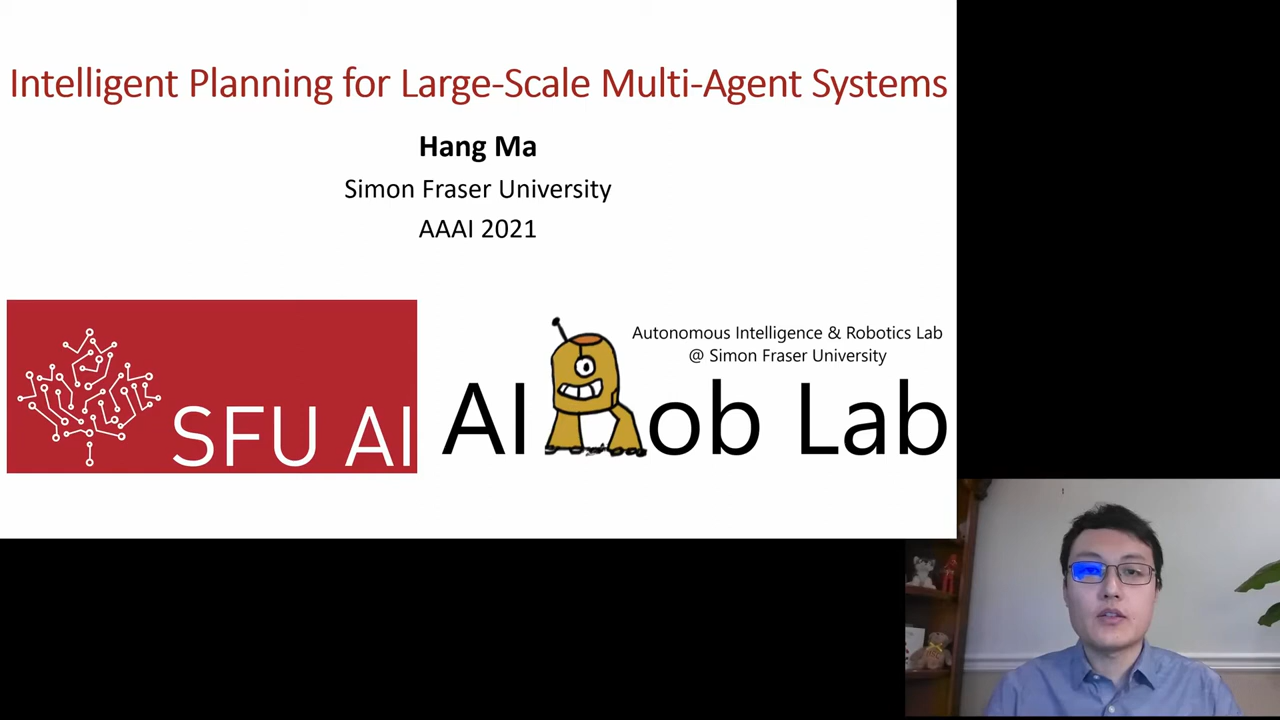 Intelligent Planning for Large-Scale Multi-Agent Systems
Hang Ma
Simon Fraser University
AAAI 2021
SFU AI
Autonomous Intelligence & Robotics Lab
@ Simon Fraser University
AI Rob Lab